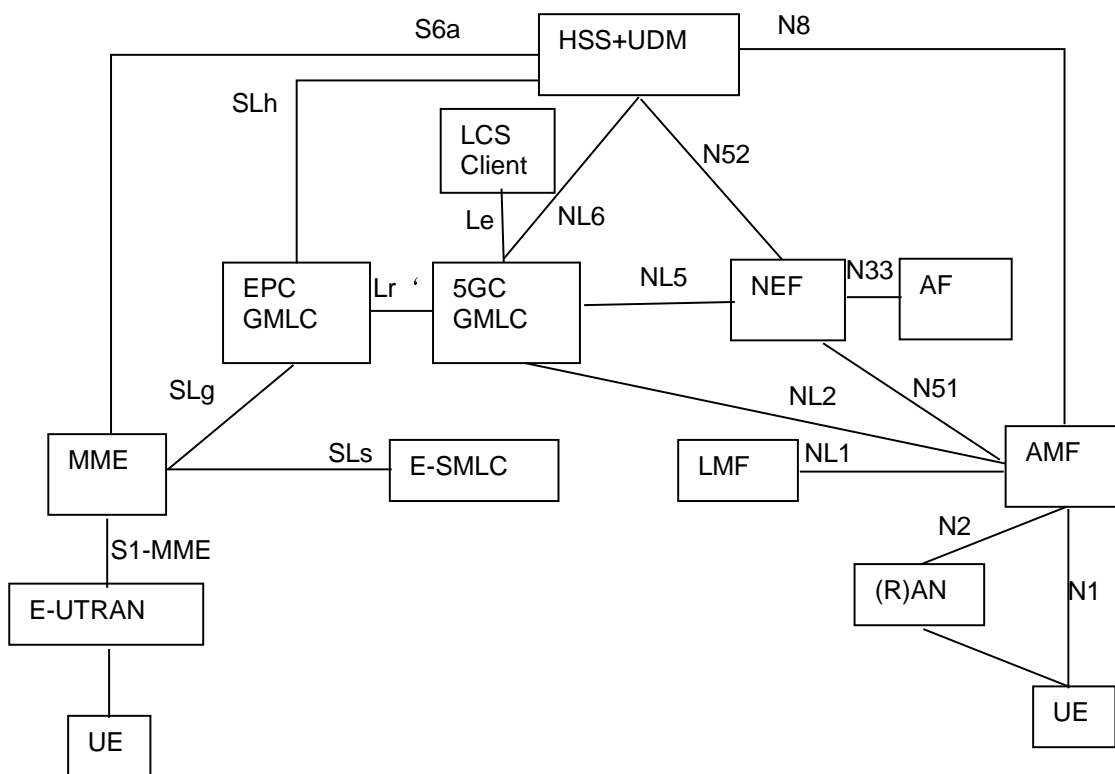 S6a
HSS+UDM
N8
SLh
LCS
Client
N52
Le
NL6
EPC
GMLC
Lr ‘
5GC
GMLC
NL5
NEF
N33
AF
SLg
NL2
N51
MME
SLs
E-SMLC
LMF
NL1
AMF
S1-MME
N2
E-UTRAN
(R)AN
N1
UE
UE